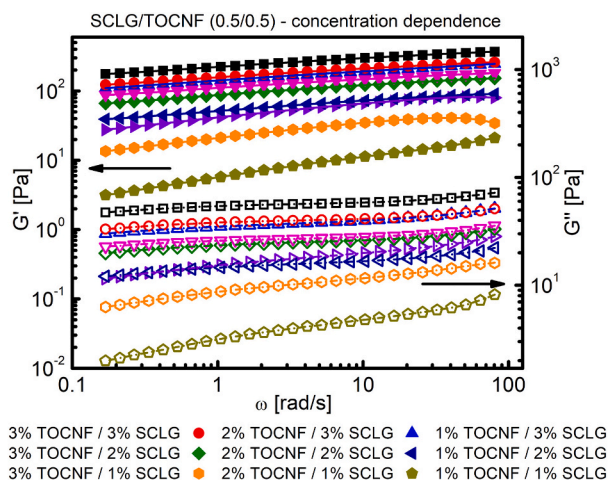 SCLG/TOCNF (0.5/0.5) - concentration dependence
G' [Pa]
10²
10¹
10⁰
10⁻¹
10⁻²
G'' [Pa]
10³
10²
10¹
0.1 1 10 100
ω [rad/s]
3% TOCNF / 3% SCLG 2% TOCNF / 3% SCLG 1% TOCNF / 3% SCLG
3% TOCNF / 2% SCLG 2% TOCNF / 2% SCLG 1% TOCNF / 2% SCLG
3% TOCNF / 1% SCLG 2% TOCNF / 1% SCLG 1% TOCNF / 1% SCLG